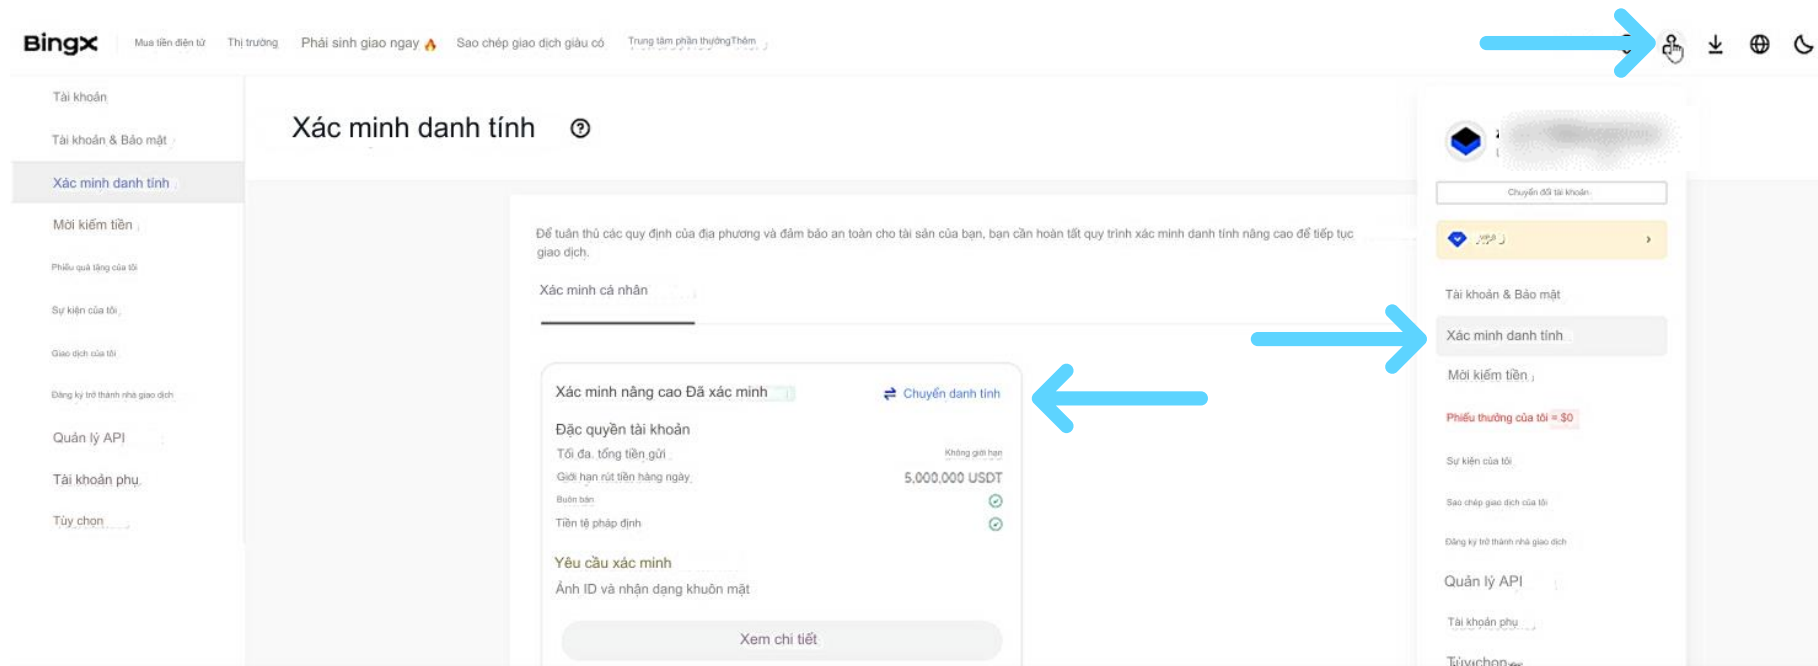 BingX
Mua tiền điện tử
Thị trường
Phái sinh giao ngay
Sao chép giao dịch giàu có
Trung tâm phần thưởngThêm
Tài khoản
Tài khoản & Bảo mật
Xác minh danh tính
Mời kiếm tiền
Phiếu quà tặng của tôi
Sự kiện của tôi
Giao dịch của tôi
Đăng ký trở thành nhà giao dịch
Quản lý API
Tài khoản phụ
Tùy chọn
Xác minh danh tính
Để tuân thủ các quy định của địa phương và đảm bảo an toàn cho tài sản của bạn, bạn cần hoàn tất quy trình xác minh danh tính nâng cao để tiếp tục
giao dịch.
Xác minh cá nhân
Xác minh nâng cao Đã xác minh
Chuyển danh tính
Đặc quyền tài khoản
Tối đa. tổng tiền gửi
Không giới hạn
Giới hạn rút tiền hàng ngày
5,000,000 USDT
Buôn bán
Tiền tệ pháp định
Yêu cầu xác minh
Ảnh ID và nhận dạng khuôn mặt
Xem chi tiết
Chuyển đổi tài khoản
Tài khoản & Bảo mật
Xác minh danh tính
Mời kiếm tiền
Phiếu thưởng của tôi = $0
Sự kiện của tôi
Sao chép giao dịch của tôi
Đăng ký trở thành nhà giao dịch
Quản lý API
Tài khoản phụ
Tùy chọn